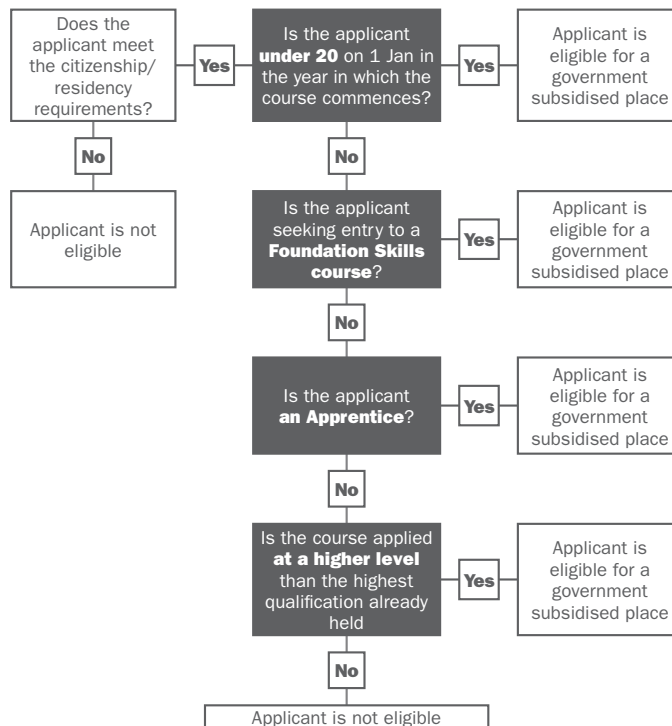 Does the
applicant meet
the citizenship/
residency
requirements?
Yes
Is the applicant
under 20 on 1 Jan in
the year in which the
course commences?
Yes
Applicant is
eligible for a
government
subsidised place
No
No
Applicant is not
eligible
Is the applicant
seeking entry to a
Foundation Skills
course?
Yes
Applicant is
eligible for a
government
subsidised place
No
Is the applicant
an Apprentice?
Yes
Applicant is
eligible for a
government
subsidised place
No
Is the course applied
at a higher level
than the highest
qualification already
held
Yes
Applicant is
eligible for a
government
subsidised place
No
Applicant is not eligible